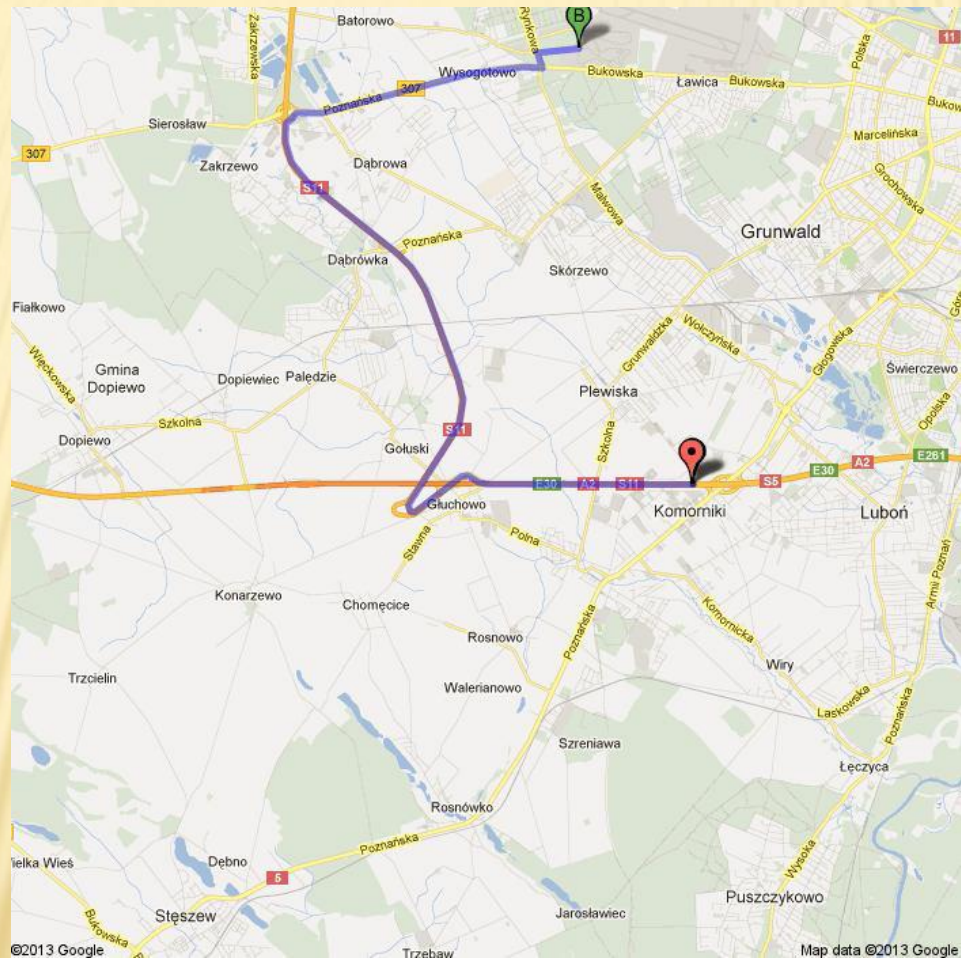 Batorowo
Rynkowa
B
11
Zakrzewska
Polska
Wysogotowo
Bukowska
Ławica
Bukowska
307
Poznańska
Sierosław
Marcelińska
307
Zakrzewo
Dąbrowa
Grochowska
S11
Malwowa
Poznańska
Grunwald
Dąbrówka
Skórzewo
Fiałkowo
Grunwaldzka
Wołczyńska
Głogowska
Więckowska
Gmina
Dopiewo
Dopiewiec
Palędzie
Plewiska
Świerczewo
Opolska
Szkolna
Dopiewo
S11
Szkolna
Gołuski
E261
A2
E30
S5
E30
A2
S11
Głuchowo
Komorniki
Luboń
Stawna
Polna
Armii Poznań
Konarzewo
Chomęcice
Komornicka
Rosnowo
Poznańska
Wiry
Trzcielin
Walerianowo
Laskowska
Poznańska
Szreniawa
Łęczyca
Rosnówko
Poznańska
Wysoka
Dębno
5
Puszczykowo
Stęszew
Bukowska
Jarosławiec
Trzebaw
©2013 Google
Map data ©2013 Google